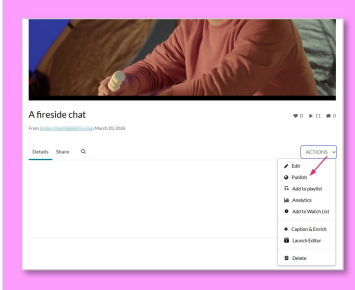 A fireside chat
0 11 0
From March 20, 2026
Details Share
ACTIONS
Edit
Publish
Add to playlist
Analytics
Add to Watch List
Caption & Enrich
Launch Editor
Delete